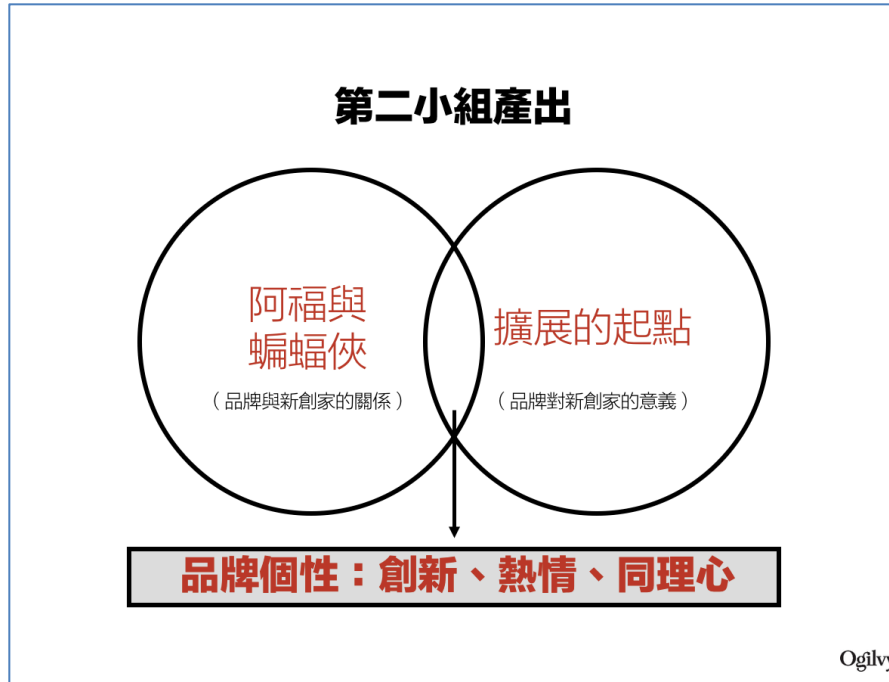 第二小組產出
阿福與
蝙蝠俠
（品牌與新創家的關係）
擴展的起點
（品牌對新創家的意義）
品牌個性：創新、熱情、同理心
Ogilvy